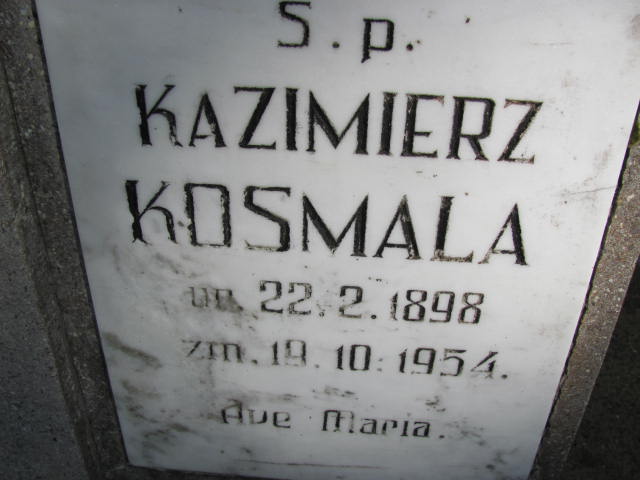 S.p.
KAZIMIERZ
KOSMALA
ur. 22.2.1898
zm. 19.10.1954.
Ave Maria.